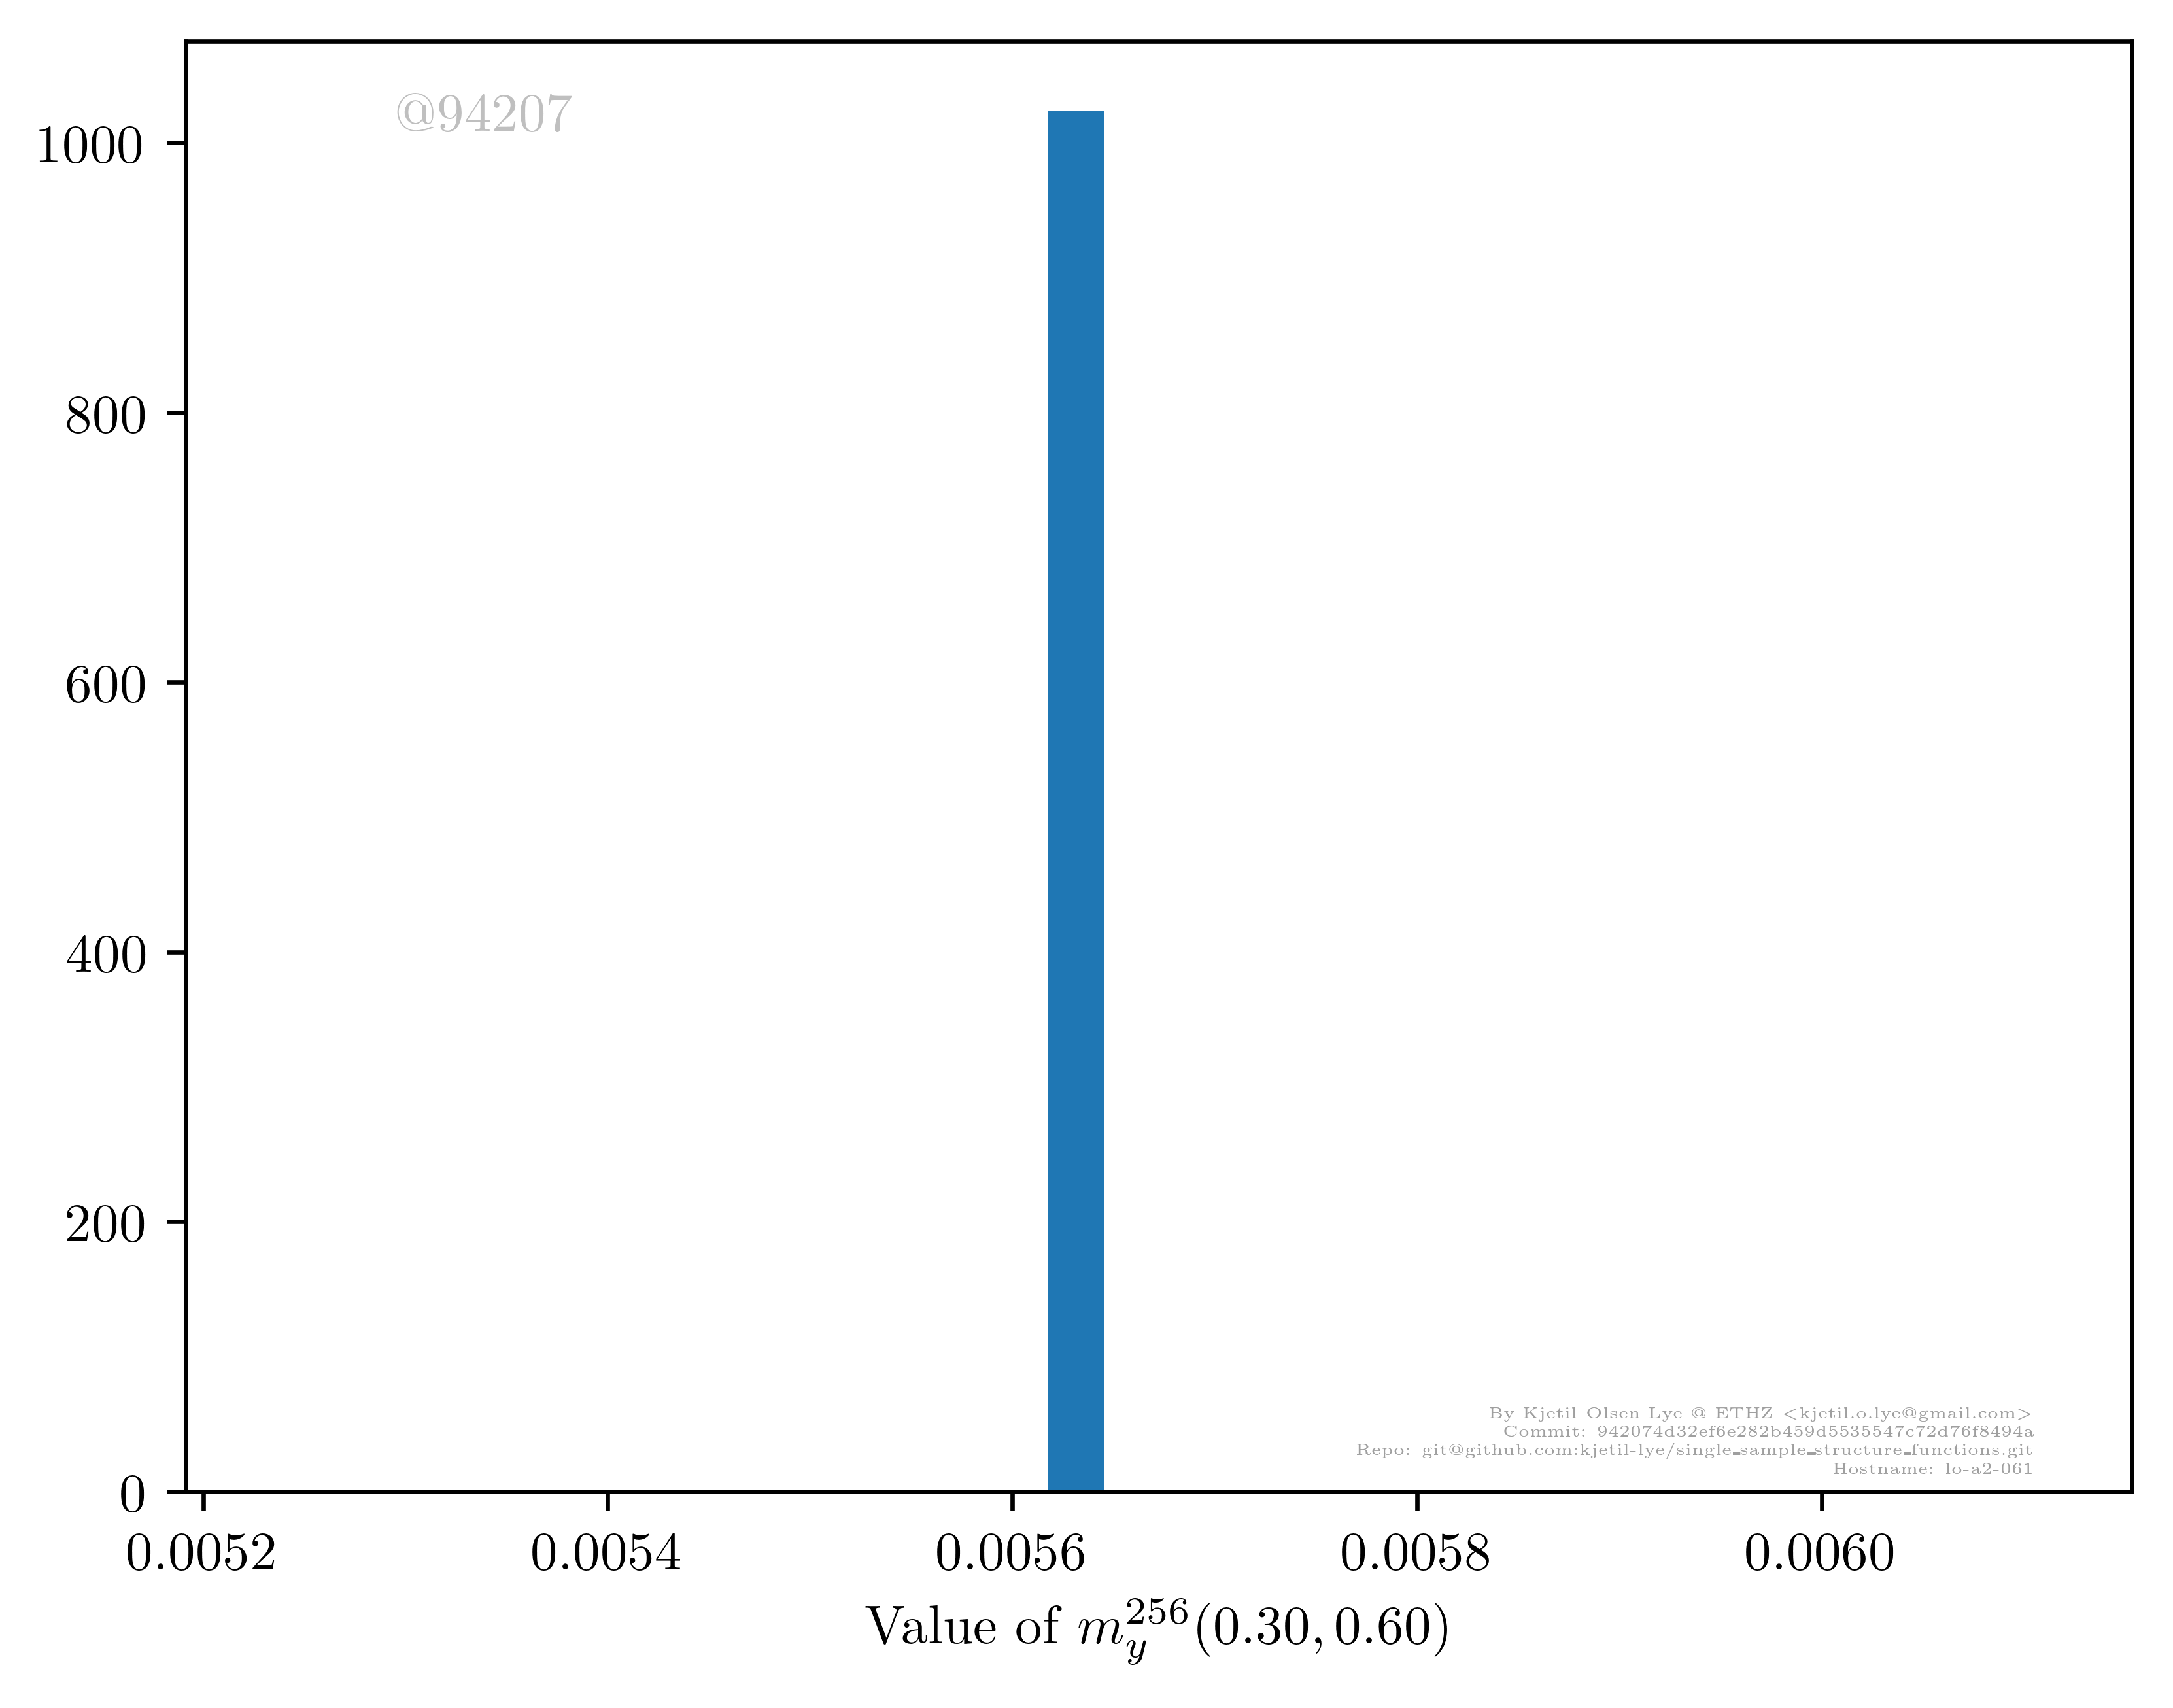 @94207
1000
800
600
400
200
0
0.0052 0.0054 0.0056 0.0058 0.0060
Value of $m_y^{256}(0.30, 0.60)$
By Kjetil Olsen Lye @ ETHZ <kjetil.o.lye@gmail.com>
Commit: 942074d32ef6e282b459d5535547c72d76f8494a
Repo: git@github.com:kjetil-lye/single_sample_structure_functions.git
Hostname: lo-a2-061